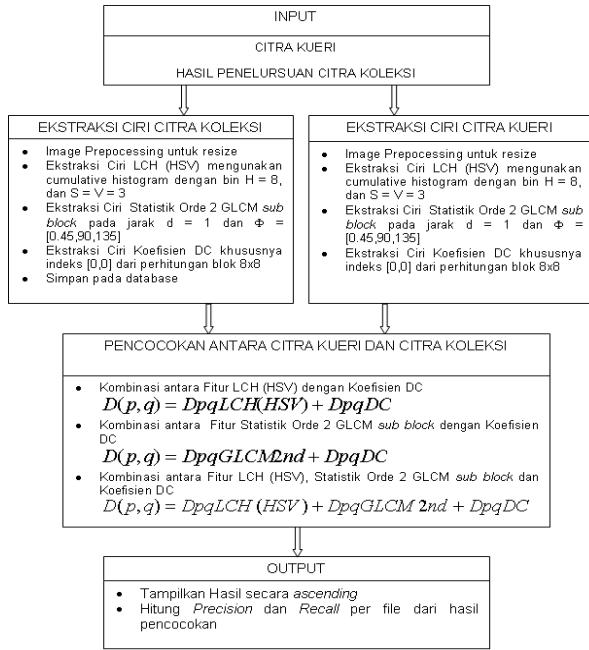 INPUT
CITRA KUERI
HASIL PENELURSUAN CITRA KOLEKSI
EKSTRAKSI CIRI CITRA KOLEKSI
• Image Prepocessing untuk resize
• Ekstraksi Ciri LCH (HSV) mengunakan
cumulative histogram dengan bin H = 8,
dan S = V = 3
• Ekstraksi Ciri Statistik Orde 2 GLCM sub
block pada jarak d = 1 dan Φ =
[0.45,90,135]
• Ekstraksi Ciri Koefisien DC khususnya
indeks [0,0] dari perhitungan blok 8x8
• Simpan pada database
EKSTRAKSI CIRI CITRA KUERI
• Image Prepocessing untuk resize
• Ekstraksi Ciri LCH (HSV) mengunakan
cumulative histogram dengan bin H = 8,
dan S = V = 3
• Ekstraksi Ciri Statistik Orde 2 GLCM sub
block pada jarak d = 1 dan Φ =
[0.45,90,135]
• Ekstraksi Ciri Koefisien DC khususnya
indeks [0,0] dari perhitungan blok 8x8
PENCOCOKAN ANTARA CITRA KUERI DAN CITRA KOLEKSI
• Kombinasi antara Fitur LCH (HSV) dengan Koefisien DC
D(p,q) = DpqLCH(HSV) + DpqDC
• Kombinasi antara Fitur Statistik Orde 2 GLCM sub block dengan Koefisien
DC
D(p,q) = DpqGLCM2nd + DpqDC
• Kombinasi antara Fitur LCH (HSV), Statistik Orde 2 GLCM sub block dan
Koefisien DC
D(p,q) = DpqLCH (HSV) + DpqGLCM 2nd + DpqDC
OUTPUT
• Tampilkan Hasil secara ascending
• Hitung Precision dan Recall per file dari hasil
pencocokan